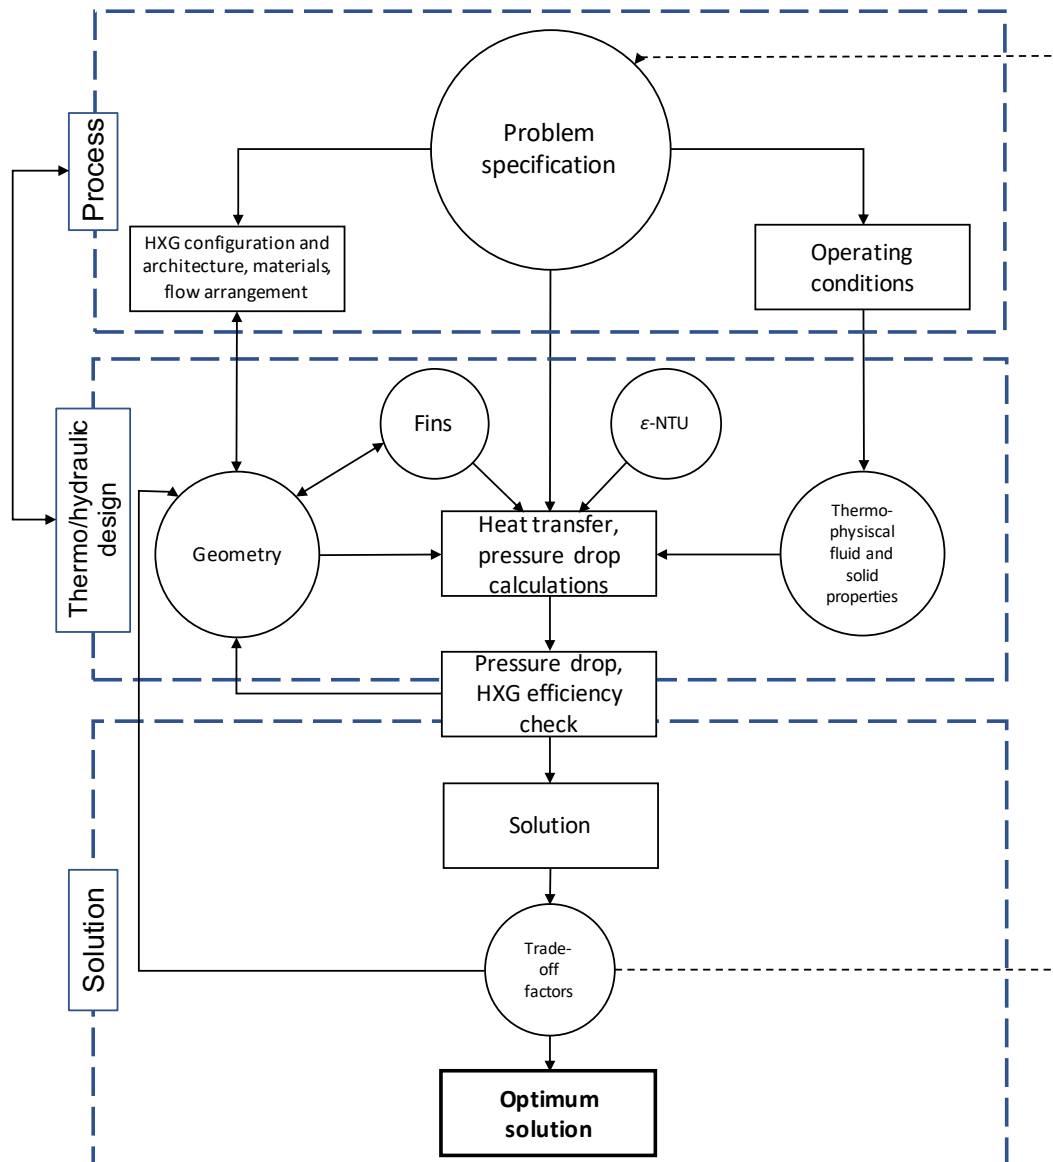 Process
Problem
specification
HXG configuration and
architecture, materials,
flow arrangement
Operating
conditions
Thermo/hydraulic
design
Fins
ε-NTU
Geometry
Heat transfer,
pressure drop
calculations
Thermo-
physiscal
fluid and
solid
properties
Pressure drop,
HXG efficiency
check
Solution
Solution
Trade-
off
factors
Optimum
solution